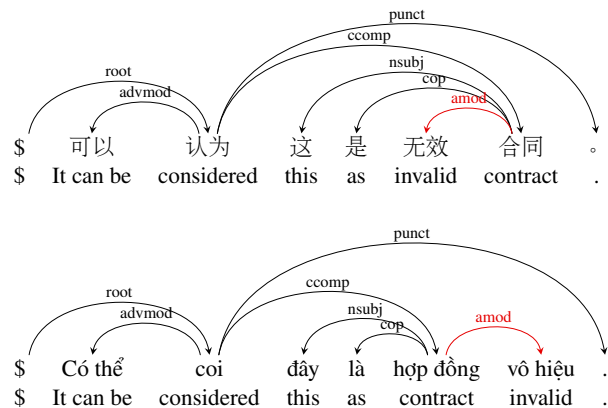 punct
ccomp
root
nsubj
advmod
cop
amod
$ 可以 认为 这 是 无效 合同 。
$ It can be considered this as invalid contract .
punct
ccomp
root
nsubj
advmod
cop
amod
$ Có thể coi đây là hợp đồng vô hiệu .
$ It can be considered this as contract invalid .